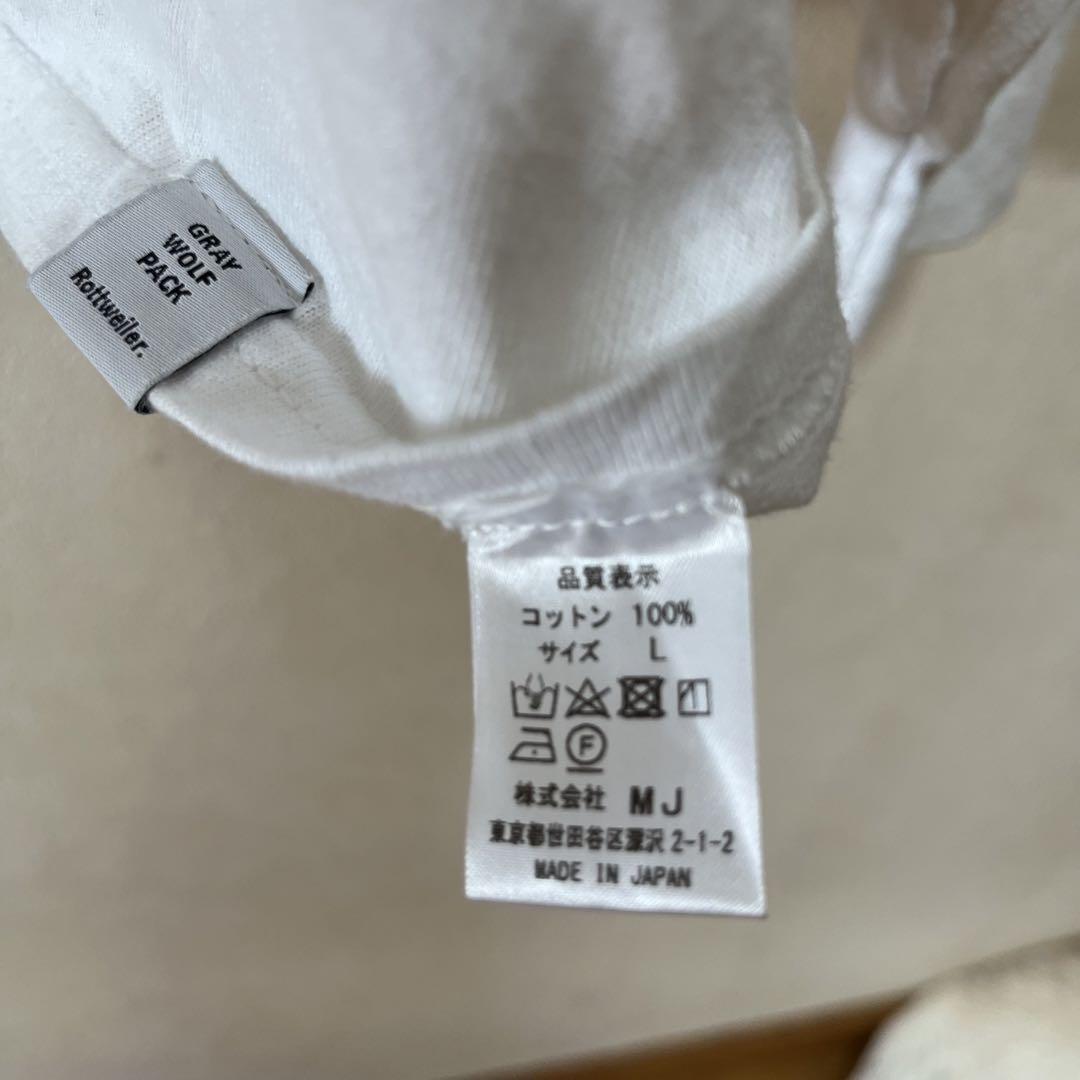 GRAY
WOLF
PACK
Rottweiler.
品質表示
コットン 100%
サイズ L
F
株式会社 MJ
東京都世田谷区深沢2-1-2
MADE IN JAPAN